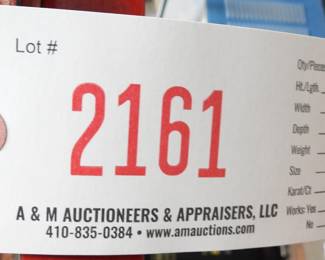 Lot #
2161
A & M AUCTIONEERS & APPRAISERS, LLC
410-835-0384 • www.amauctions.com
Qty/Pieces
Ht./Lgth.
Width
Depth
Weight
Size
Karat/Ct
Works: Yes
No